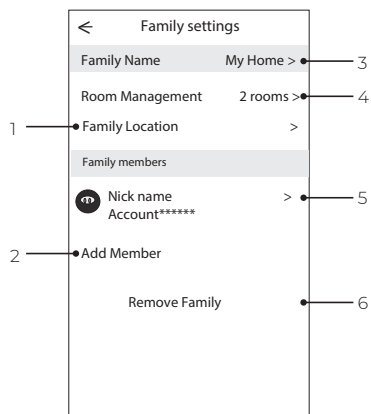 Family settings
Family Name My Home > 3
Room Management 2 rooms > 4
1 Family Location >
Family members
Nick name > 5
Account******
2 Add Member
Remove Family 6